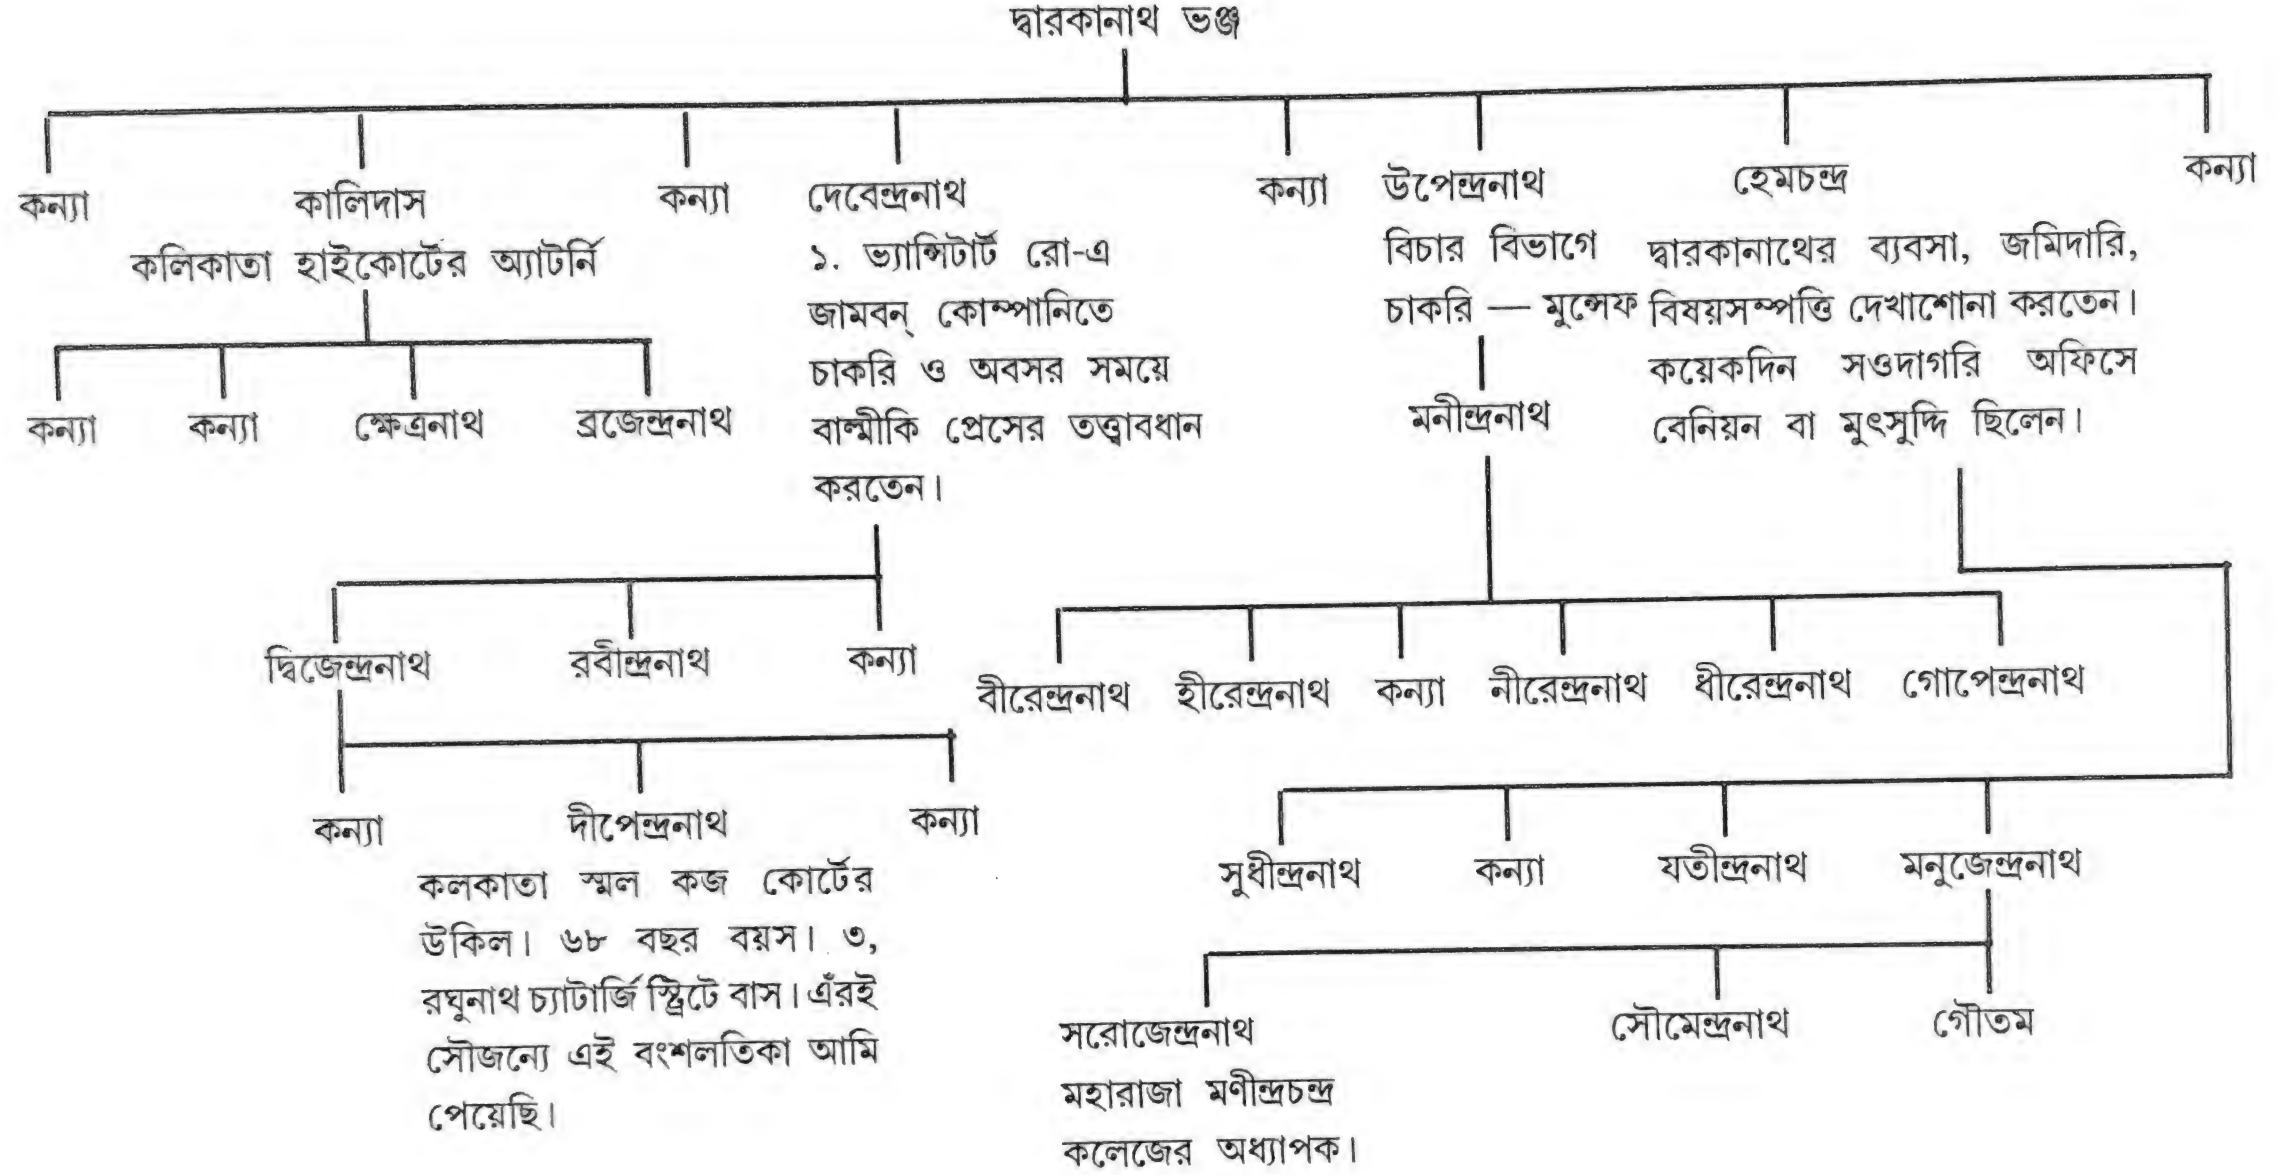 দ্বারকানাথ ভঞ্জ
কন্যা
কালিদাস
কলিকাতা হাইকোর্টের অ্যাটর্নি
কন্যা
দেবেন্দ্রনাথ
১. ভ্যান্সিটার্ট রো-এ
জামবন্ কোম্পানিতে
চাকরি ও অবসর সময়ে
বাল্মীকি প্রেসের তত্ত্বাবধান
করতেন।
কন্যা
উপেন্দ্রনাথ
বিচার বিভাগে
চাকরি — মুন্সেফ
হেমচন্দ্র
দ্বারকানাথের ব্যবসা, জমিদারি,
বিষয়সম্পত্তি দেখাশোনা করতেন।
কয়েকদিন সওদাগরি অফিসে
বেনিয়ন বা মুৎসুদ্দি ছিলেন।
কন্যা
কন্যা
কন্যা
ক্ষেত্রনাথ
ব্রজেন্দ্রনাথ
মনীন্দ্রনাথ
দ্বিজেন্দ্রনাথ
রবীন্দ্রনাথ
কন্যা
বীরেন্দ্রনাথ
হীরেন্দ্রনাথ
কন্যা
নীরেন্দ্রনাথ
ধীরেন্দ্রনাথ
গোপেন্দ্রনাথ
কন্যা
দীপেন্দ্রনাথ
কলকাতা স্মল কজ কোর্টের
উকিল। ৬৮ বছর বয়স। ৩,
রঘুনাথ চ্যাটার্জি স্ট্রিটে বাস। এঁরই
সৌজন্যে এই বংশলতিকা আমি
পেয়েছি।
কন্যা
সুধীন্দ্রনাথ
কন্যা
যতীন্দ্রনাথ
মনুজেন্দ্রনাথ
সরোজেন্দ্রনাথ
মহারাজা মণীন্দ্রচন্দ্র
কলেজের অধ্যাপক।
সৌমেন্দ্রনাথ
গৌতম